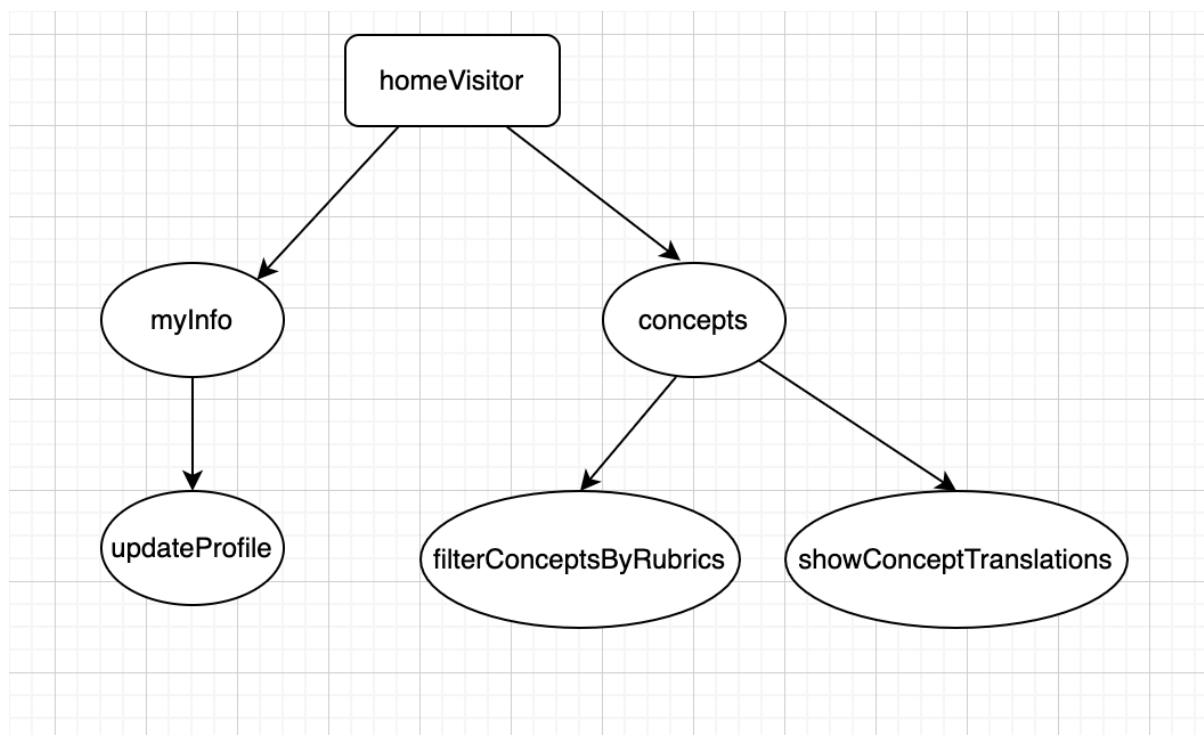 homeVisitor
myInfo
concepts
updateProfile
filterConceptsByRubrics
showConceptTranslations